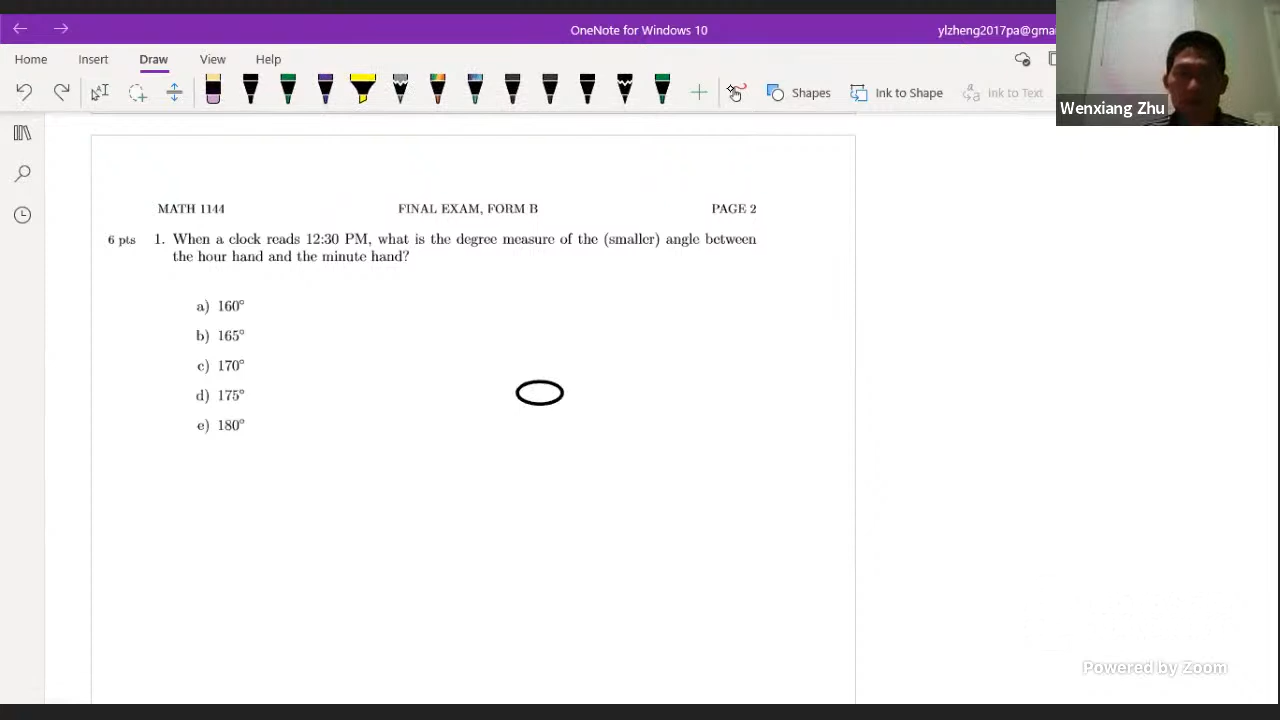 OneNote for Windows 10
ylzheng2017pa@gmai
Home Insert Draw View Help
Shapes Ink to Shape Ink to Text
Wenxiang Zhu
MATH 1144 FINAL EXAM, FORM B PAGE 2
6 pts 1. When a clock reads 12:30 PM, what is the degree measure of the (smaller) angle between
the hour hand and the minute hand?
a) 160°
b) 165°
c) 170°
d) 175°
e) 180°
Powered by Zoom